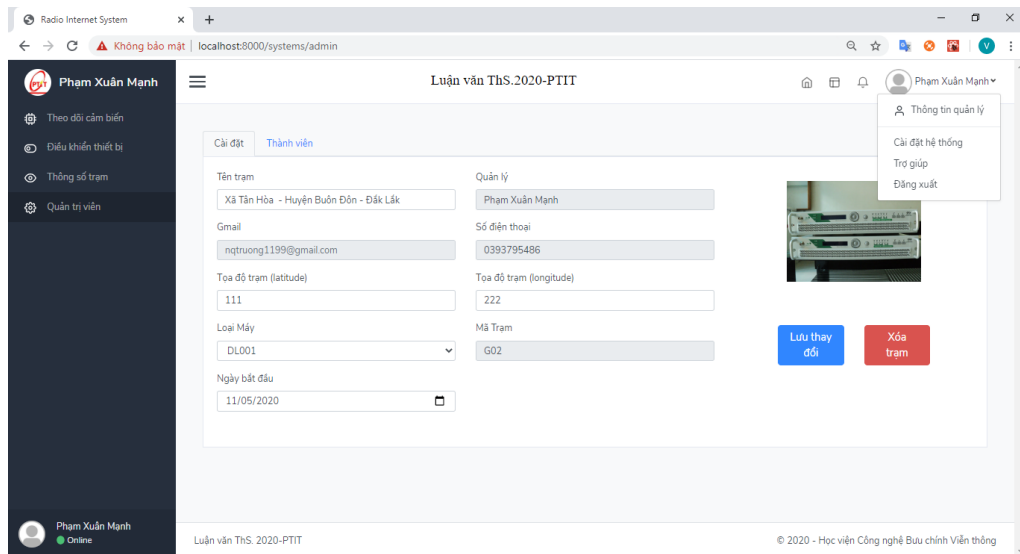 Radio Internet System
Không bảo mật | localhost:8000/systems/admin
V
PTIT
Phạm Xuân Mạnh
Luận văn ThS.2020-PTIT
Phạm Xuân Mạnh
Thông tin quản lý
Cài đặt hệ thống
Trợ giúp
Đăng xuất
Theo dõi cảm biến
Điều khiển thiết bị
Thông số trạm
Quản trị viên
Cài đặt
Thành viên
Tên trạm
Quản lý
Xã Tân Hòa - Huyện Buôn Đôn - Đắk Lắk
Phạm Xuân Mạnh
Gmail
Số điện thoại
nqtruong1199@gmail.com
0393795486
Tọa độ trạm (latitude)
Tọa độ trạm (longitude)
111
222
Loại Máy
Mã Trạm
DL001
G02
Ngày bắt đầu
11/05/2020
Lưu thay
đổi
Xóa
trạm
Phạm Xuân Mạnh
Online
Luận văn ThS. 2020-PTIT
© 2020 - Học viện Công nghệ Bưu chính Viễn thông